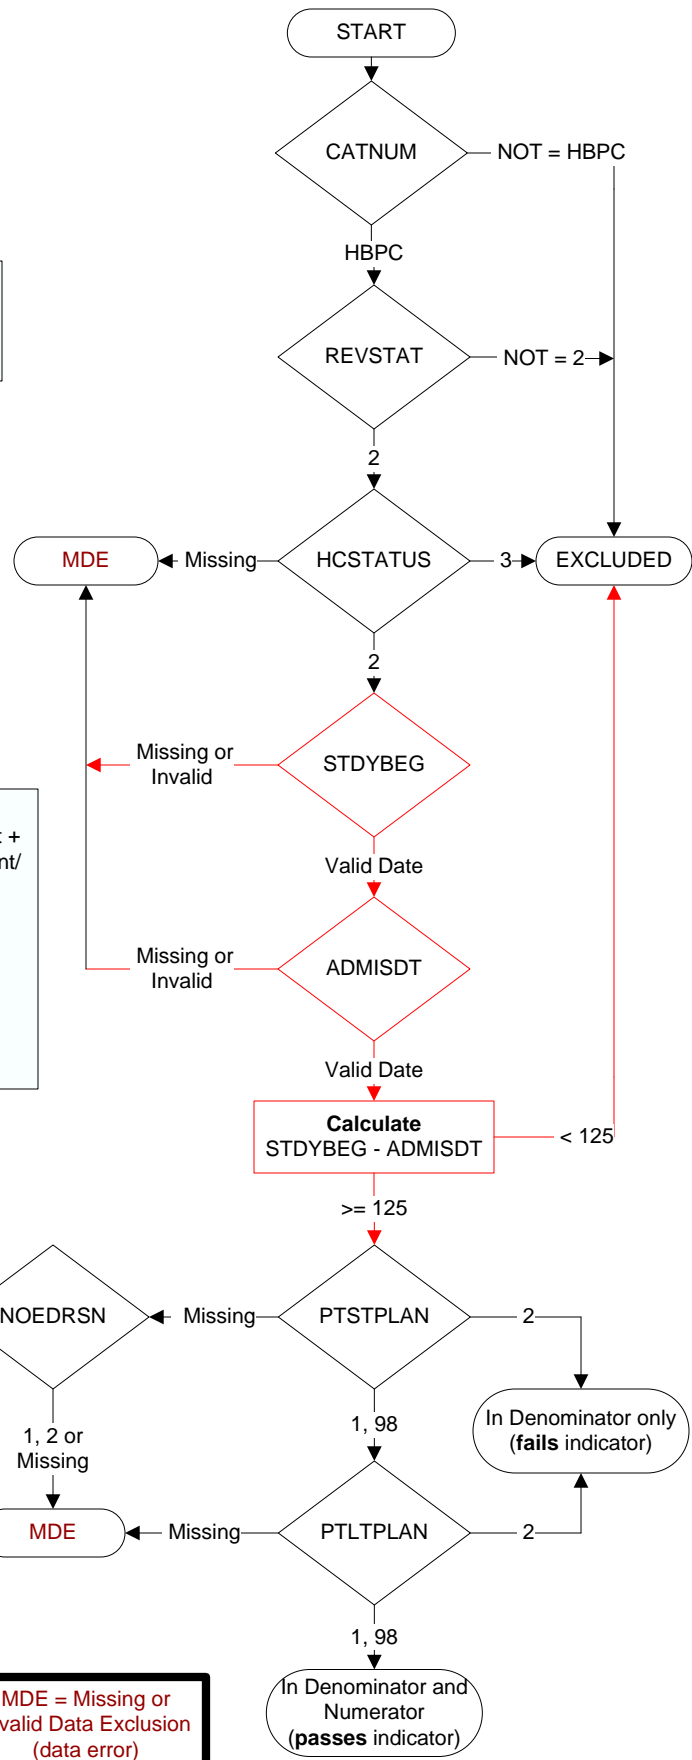 START
CATNUM
NOT = HBPC
HBPC
REVSTAT
NOT = 2
2
MDE
Missing
HCSTATUS
3
EXCLUDED
2
Missing or
Invalid
STDYBEG
t +
nt/
Valid Date
Missing or
Invalid
ADMISDT
Valid Date
Calculate
STDYBEG - ADMISDT
< 125
>= 125
NOEDRSN
Missing
PTSTPLAN
2
1, 2 or
Missing
1, 98
In Denominator only
(fails indicator)
MDE
Missing
PTLTPLAN
2
1, 98
MDE = Missing or
valid Data Exclusion
(data error)
In Denominator and
Numerator
(passes indicator)